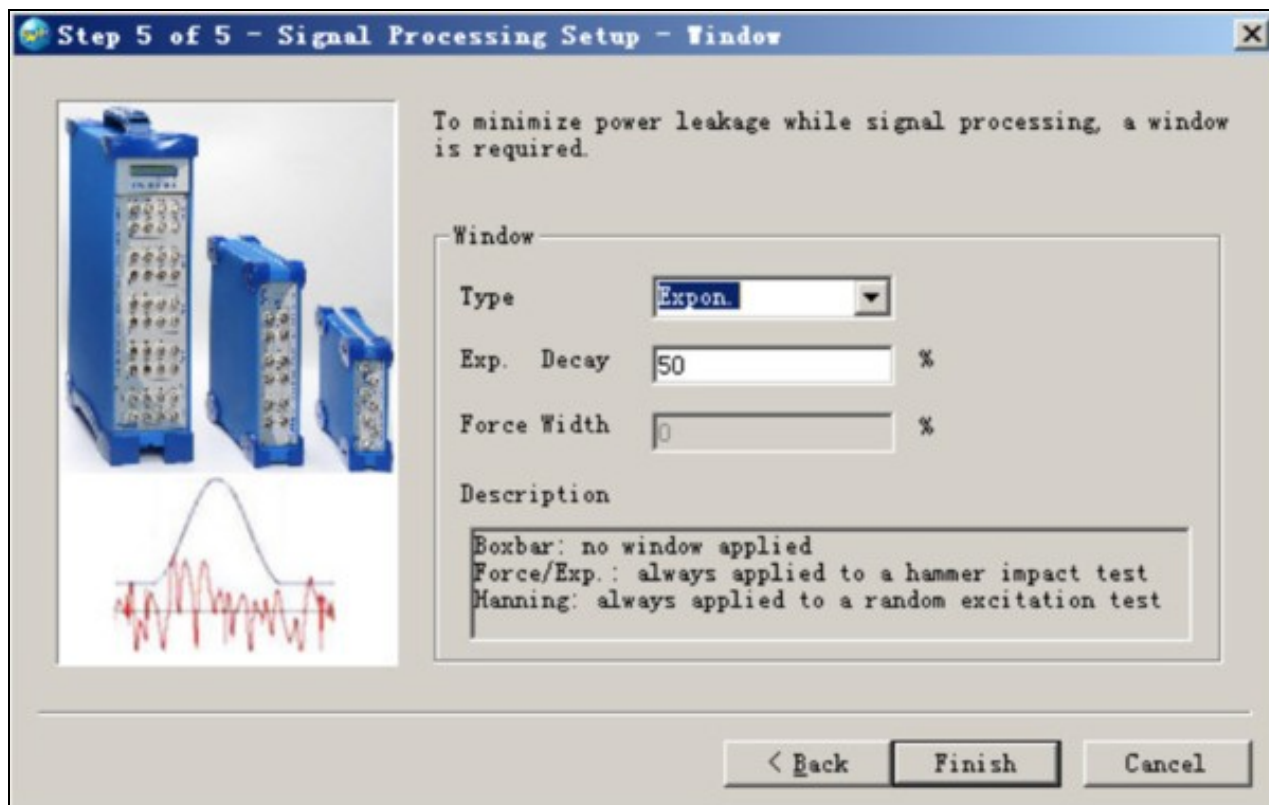 Step 5 of 5 - Signal Processing Setup - Window
To minimize power leakage while signal processing, a window
is required.
Window
Type
Expon.
Exp. Decay
50
%
Force Width
0
%
Description
Boxbar: no window applied
Force/Exp.: always applied to a hammer impact test
Hanning: always applied to a random excitation test
< Back
Finish
Cancel